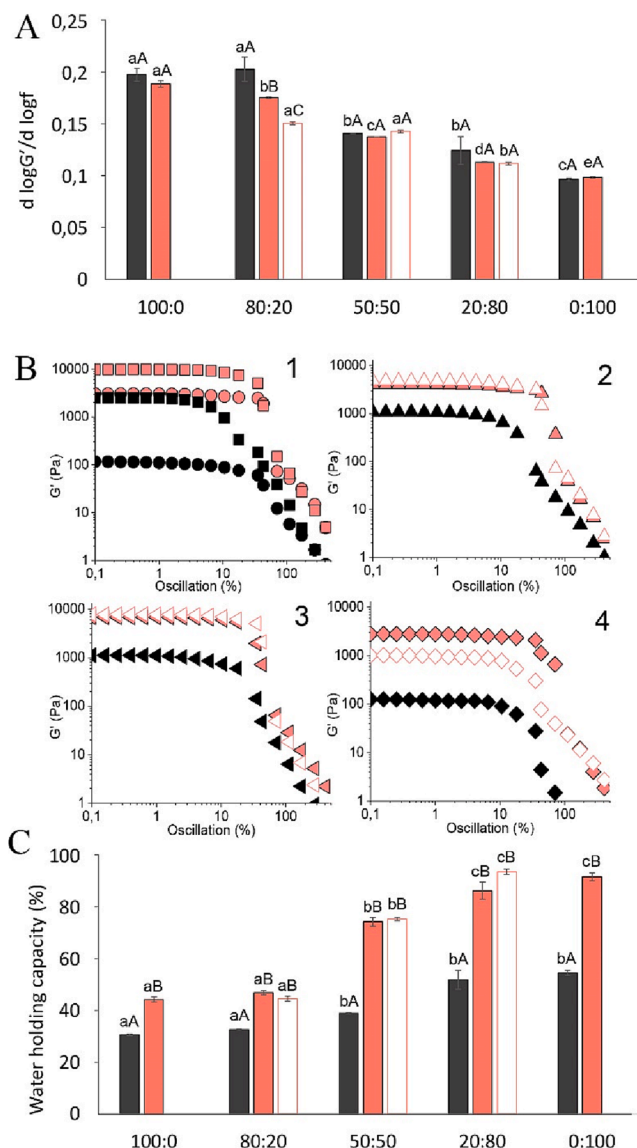 A
d logG'/d logf
0,2
0,15
0,1
0,05
0
aA aA aA bB aC bA cA aA bA dA bA cA eA
100:0 80:20 50:50 20:80 0:100
B
1
G' (Pa)
10000
1000
100
10
1
0,1 1 10 100
Oscillation (%)
2
G' (Pa)
10000
1000
100
10
1
0,1 1 10 100
Oscillation (%)
3
G' (Pa)
10000
1000
100
10
1
0,1 1 10 100
Oscillation (%)
4
G' (Pa)
10000
1000
100
10
1
0,1 1 10 100
Oscillation (%)
C
Water holding capacity (%)
100
80
60
40
20
0
aA aB aA aB aB bA bB bB bA cB cB bA cB
100:0 80:20 50:50 20:80 0:100